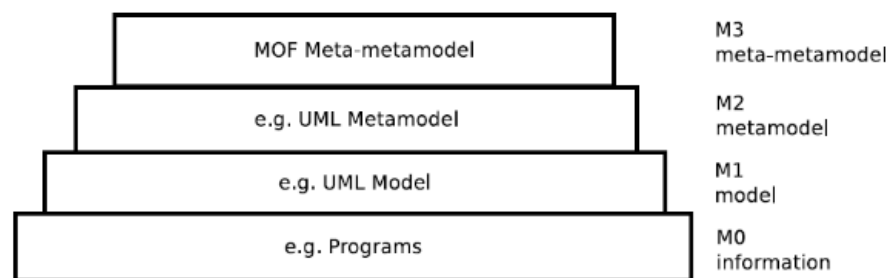 MOF Meta-metamodel
M3
meta-metamodel
e.g. UML Metamodel
M2
metamodel
e.g. UML Model
M1
model
e.g. Programs
M0
information